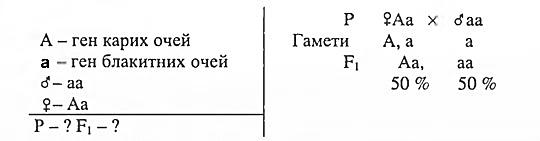 А – ген карих очей
а – ген блакитних очей
♂– аа
♀– Аа
Р – ? F₁ – ?
Р ♀Аа × ♂аа
Гамети А, а а
F₁ Аа, аа
50 % 50 %